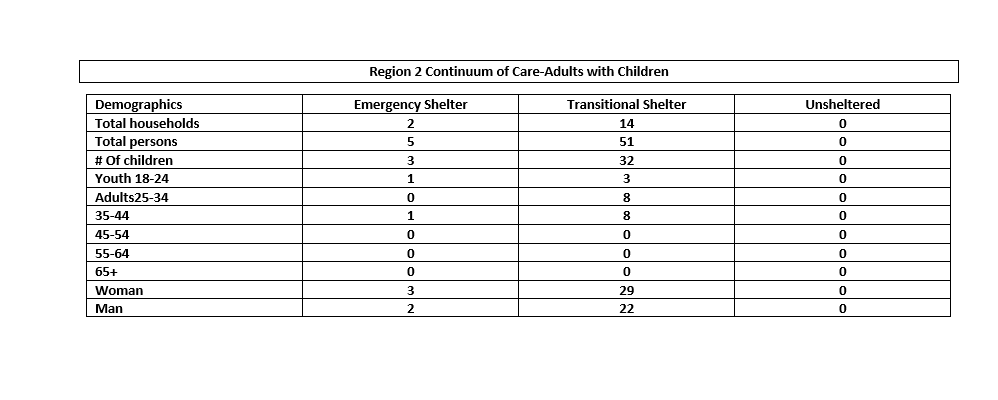 Region 2 Continuum of Care-Adults with Children
Demographics Emergency Shelter Transitional Shelter Unsheltered
Total households 2 14 0
Total persons 5 51 0
# Of children 3 32 0
Youth 18-24 1 3 0
Adults25-34 0 8 0
35-44 1 8 0
45-54 0 0 0
55-64 0 0 0
65+ 0 0 0
Woman 3 29 0
Man 2 22 0